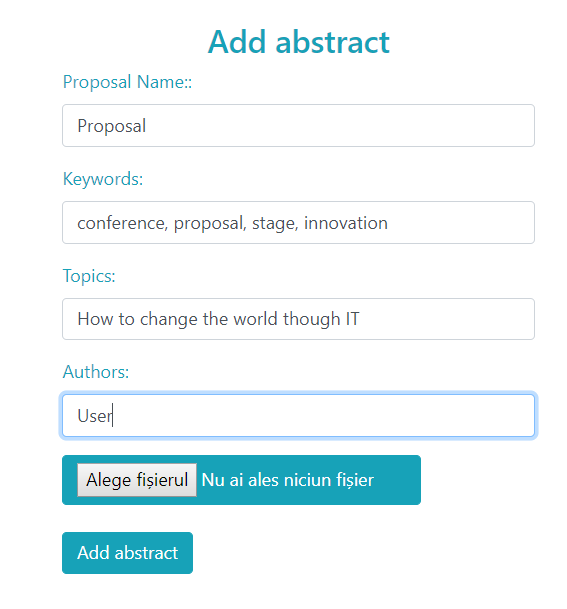 Add abstract
Proposal Name::
Proposal
Keywords:
conference, proposal, stage, innovation
Topics:
How to change the world though IT
Authors:
User
Alege fișierul Nu ai ales niciun fișier
Add abstract